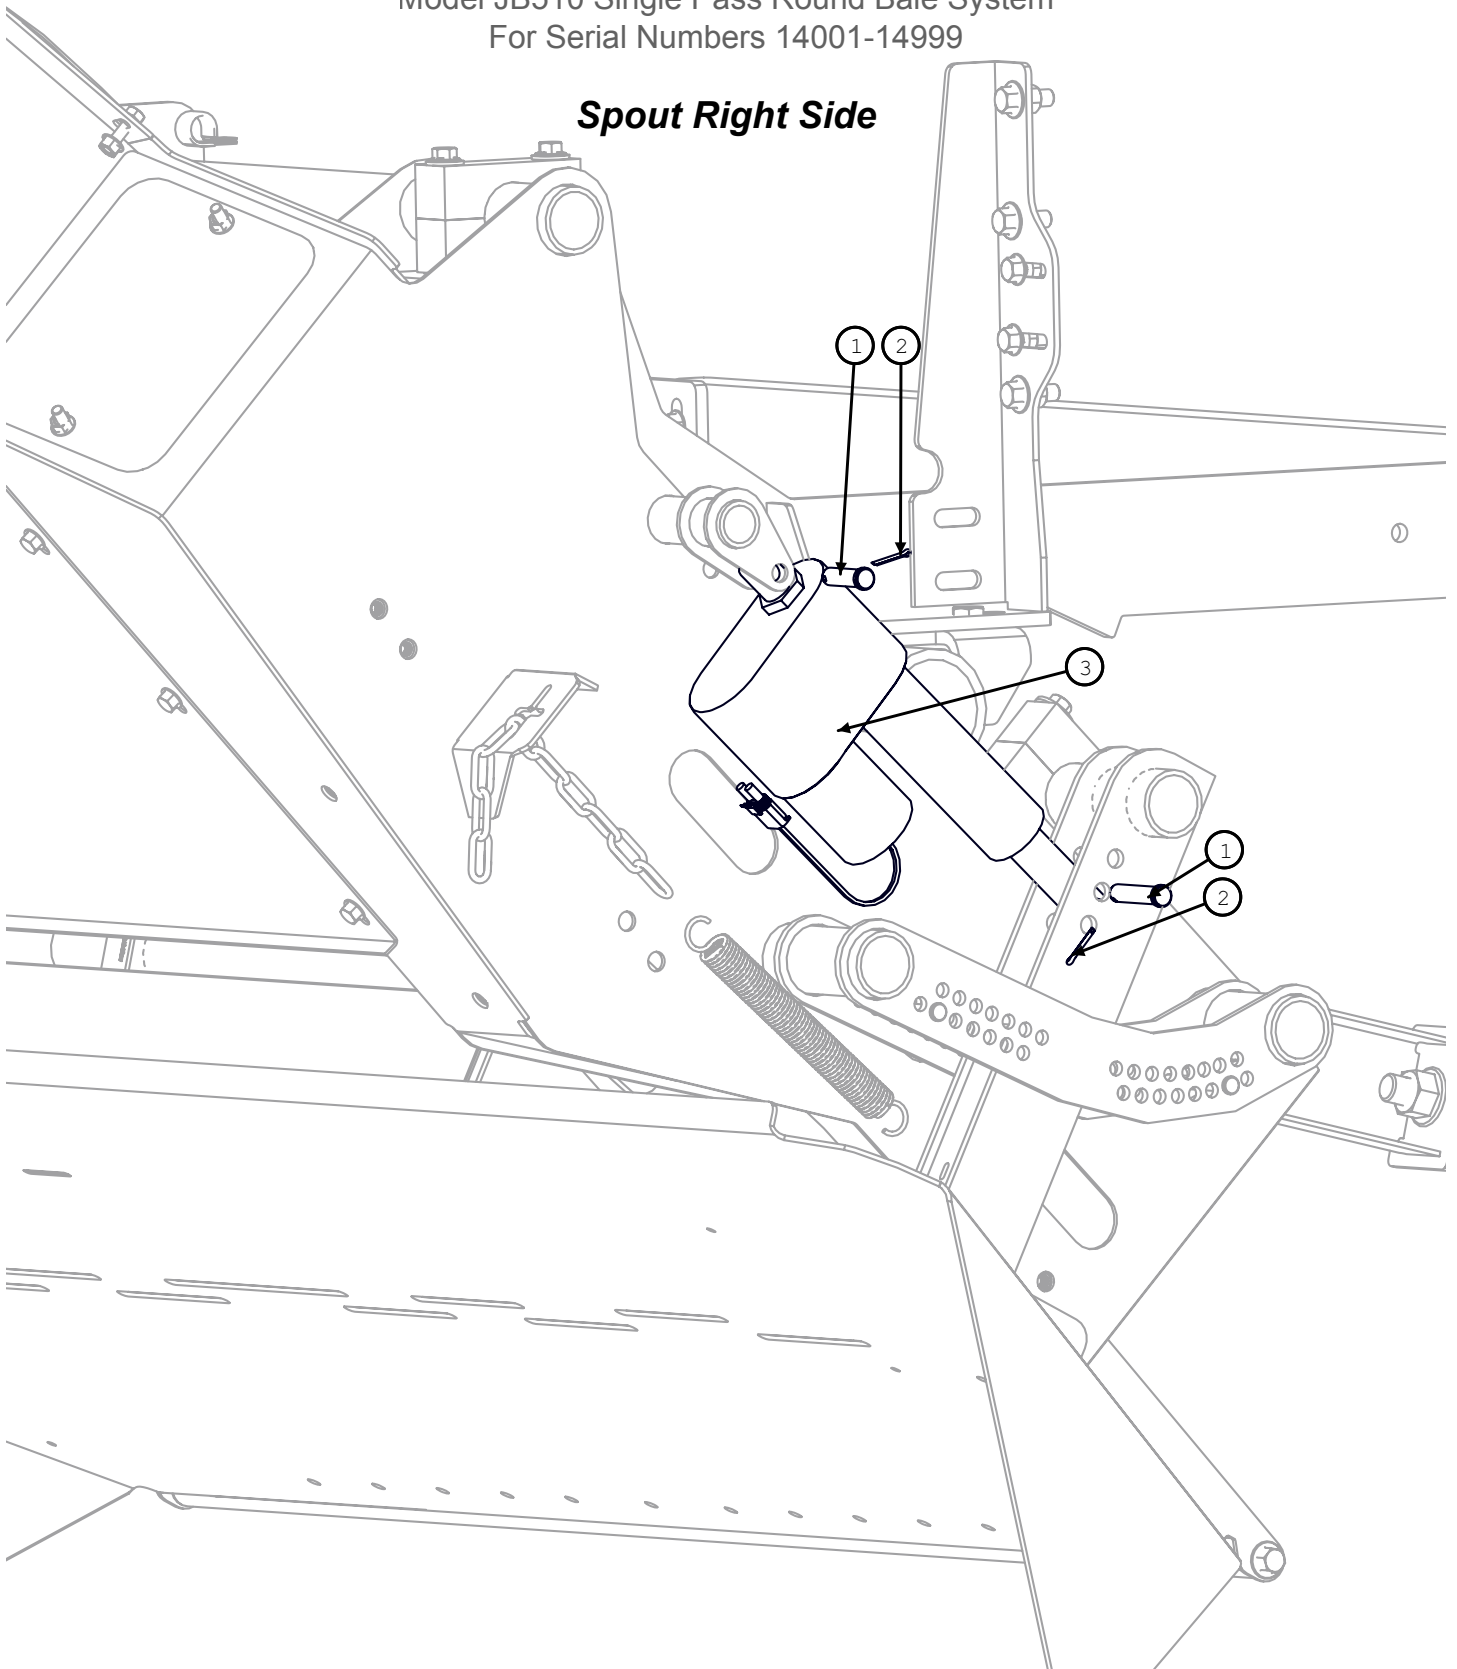 Model JB510 Single Pass Round Bale System
For Serial Numbers 14001-14999
Spout Right Side
1 2
3
1
2